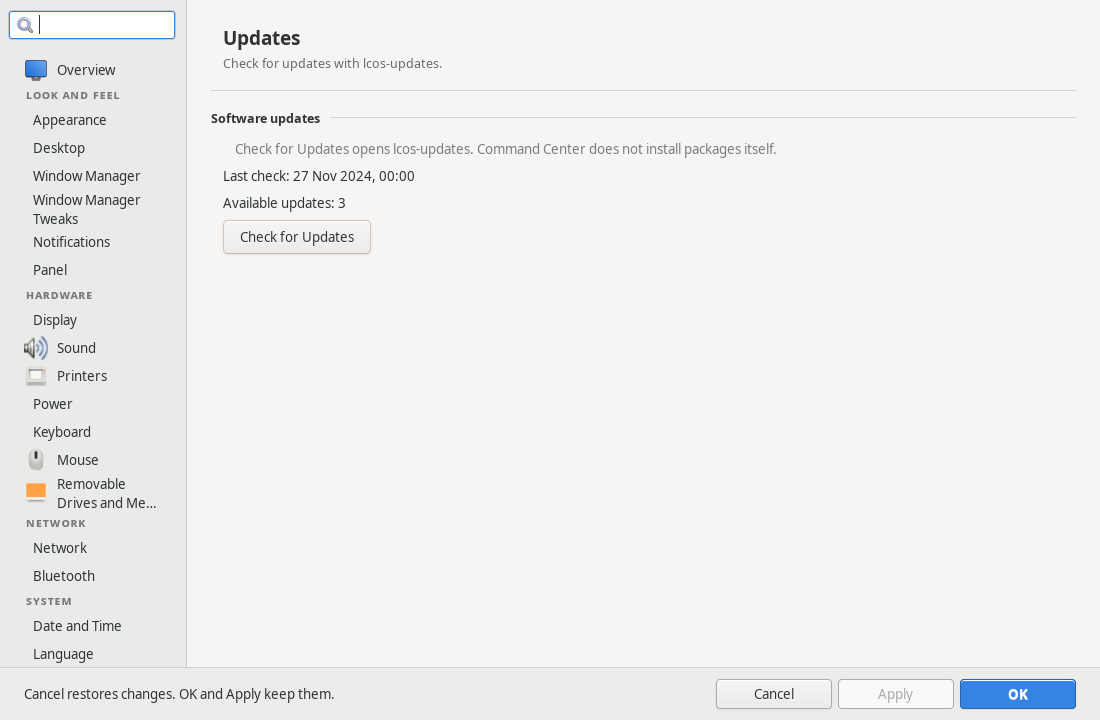 Overview
LOOK AND FEEL
Appearance
Desktop
Window Manager
Window Manager
Tweaks
Notifications
Panel
HARDWARE
Display
Sound
Printers
Power
Keyboard
Mouse
Removable
Drives and Me...
NETWORK
Network
Bluetooth
SYSTEM
Date and Time
Language
Updates
Check for updates with lcos-updates.
Software updates
Check for Updates opens lcos-updates. Command Center does not install packages itself.
Last check: 27 Nov 2024, 00:00
Available updates: 3
Check for Updates
Cancel restores changes. OK and Apply keep them.
Cancel
Apply
OK